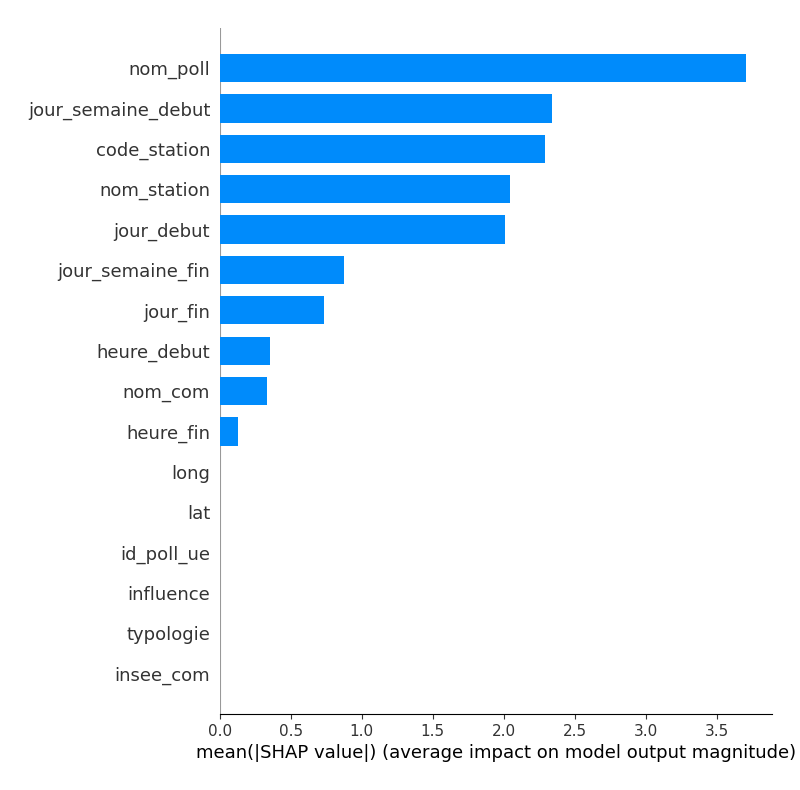 nom_poll
jour_semaine_debut
code_station
nom_station
jour_debut
jour_semaine_fin
jour_fin
heure_debut
nom_com
heure_fin
long
lat
id_poll_ue
influence
typologie
insee_com
0.0 0.5 1.0 1.5 2.0 2.5 3.0 3.5
mean(|SHAP value|) (average impact on model output magnitude)